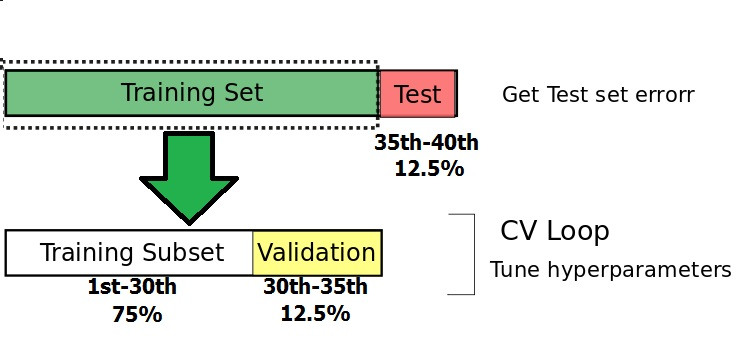 Training Set
Test
Get Test set errorr
35th-40th
12.5%
Training Subset
Validation
CV Loop
Tune hyperparameters
1st-30th
75%
30th-35th
12.5%